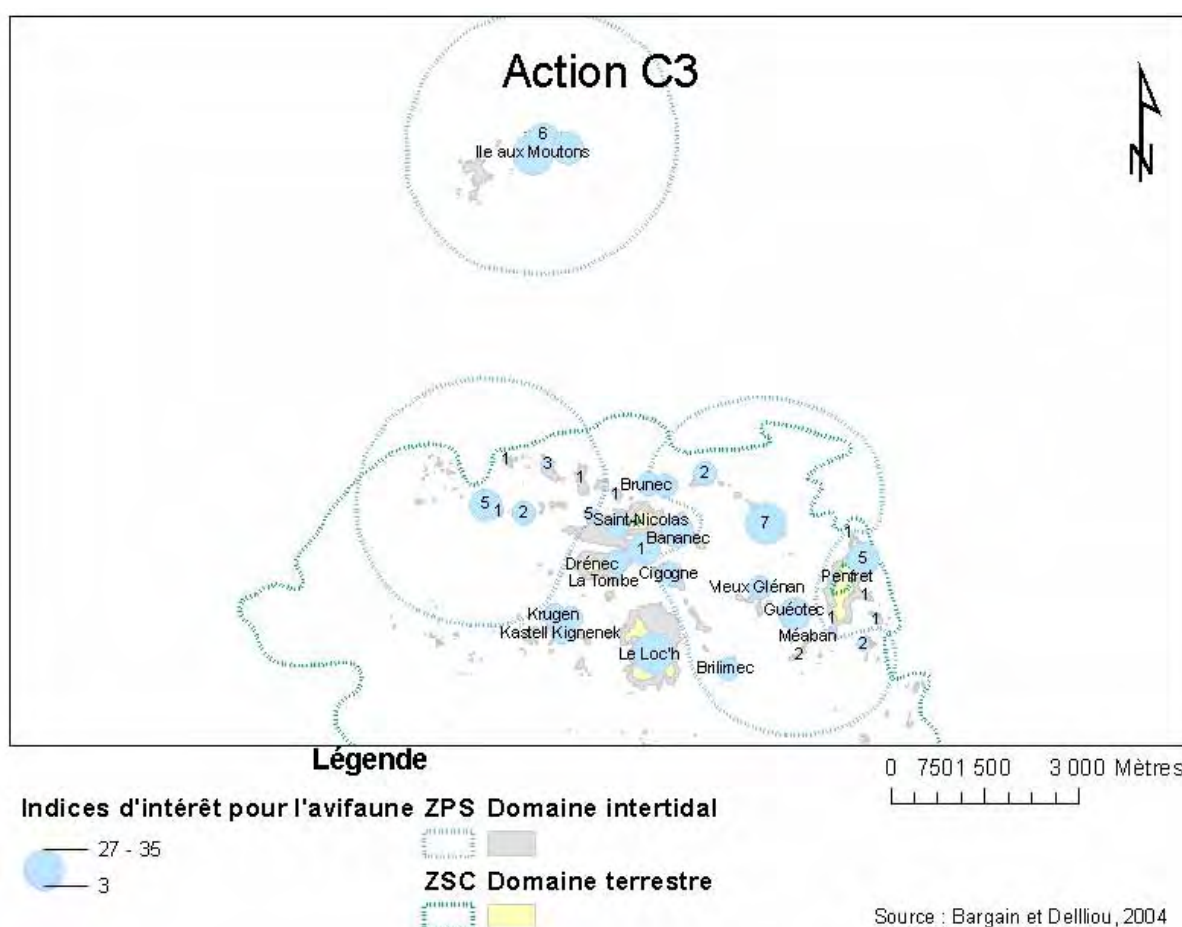 Action C3
N
6
Ile aux Moutons
1
3
1
1
Brunec
2
5
1
2
5
Saint-Nicolas
7
Bananec
1
1
Drénec
La Tombe
Cigogne
5
Penfret
Vieux Glénan
1
Guéotec
1
1
Krugen
Kastell Kignenek
Méaban
2
2
Le Loc'h
Brilimec
Légende
0 750 1 500 3 000 Mètres
Indices d'intérêt pour l'avifaune ZPS Domaine intertidal
27 - 35
3
ZSC Domaine terrestre
Source : Bargain et Dellliou, 2004